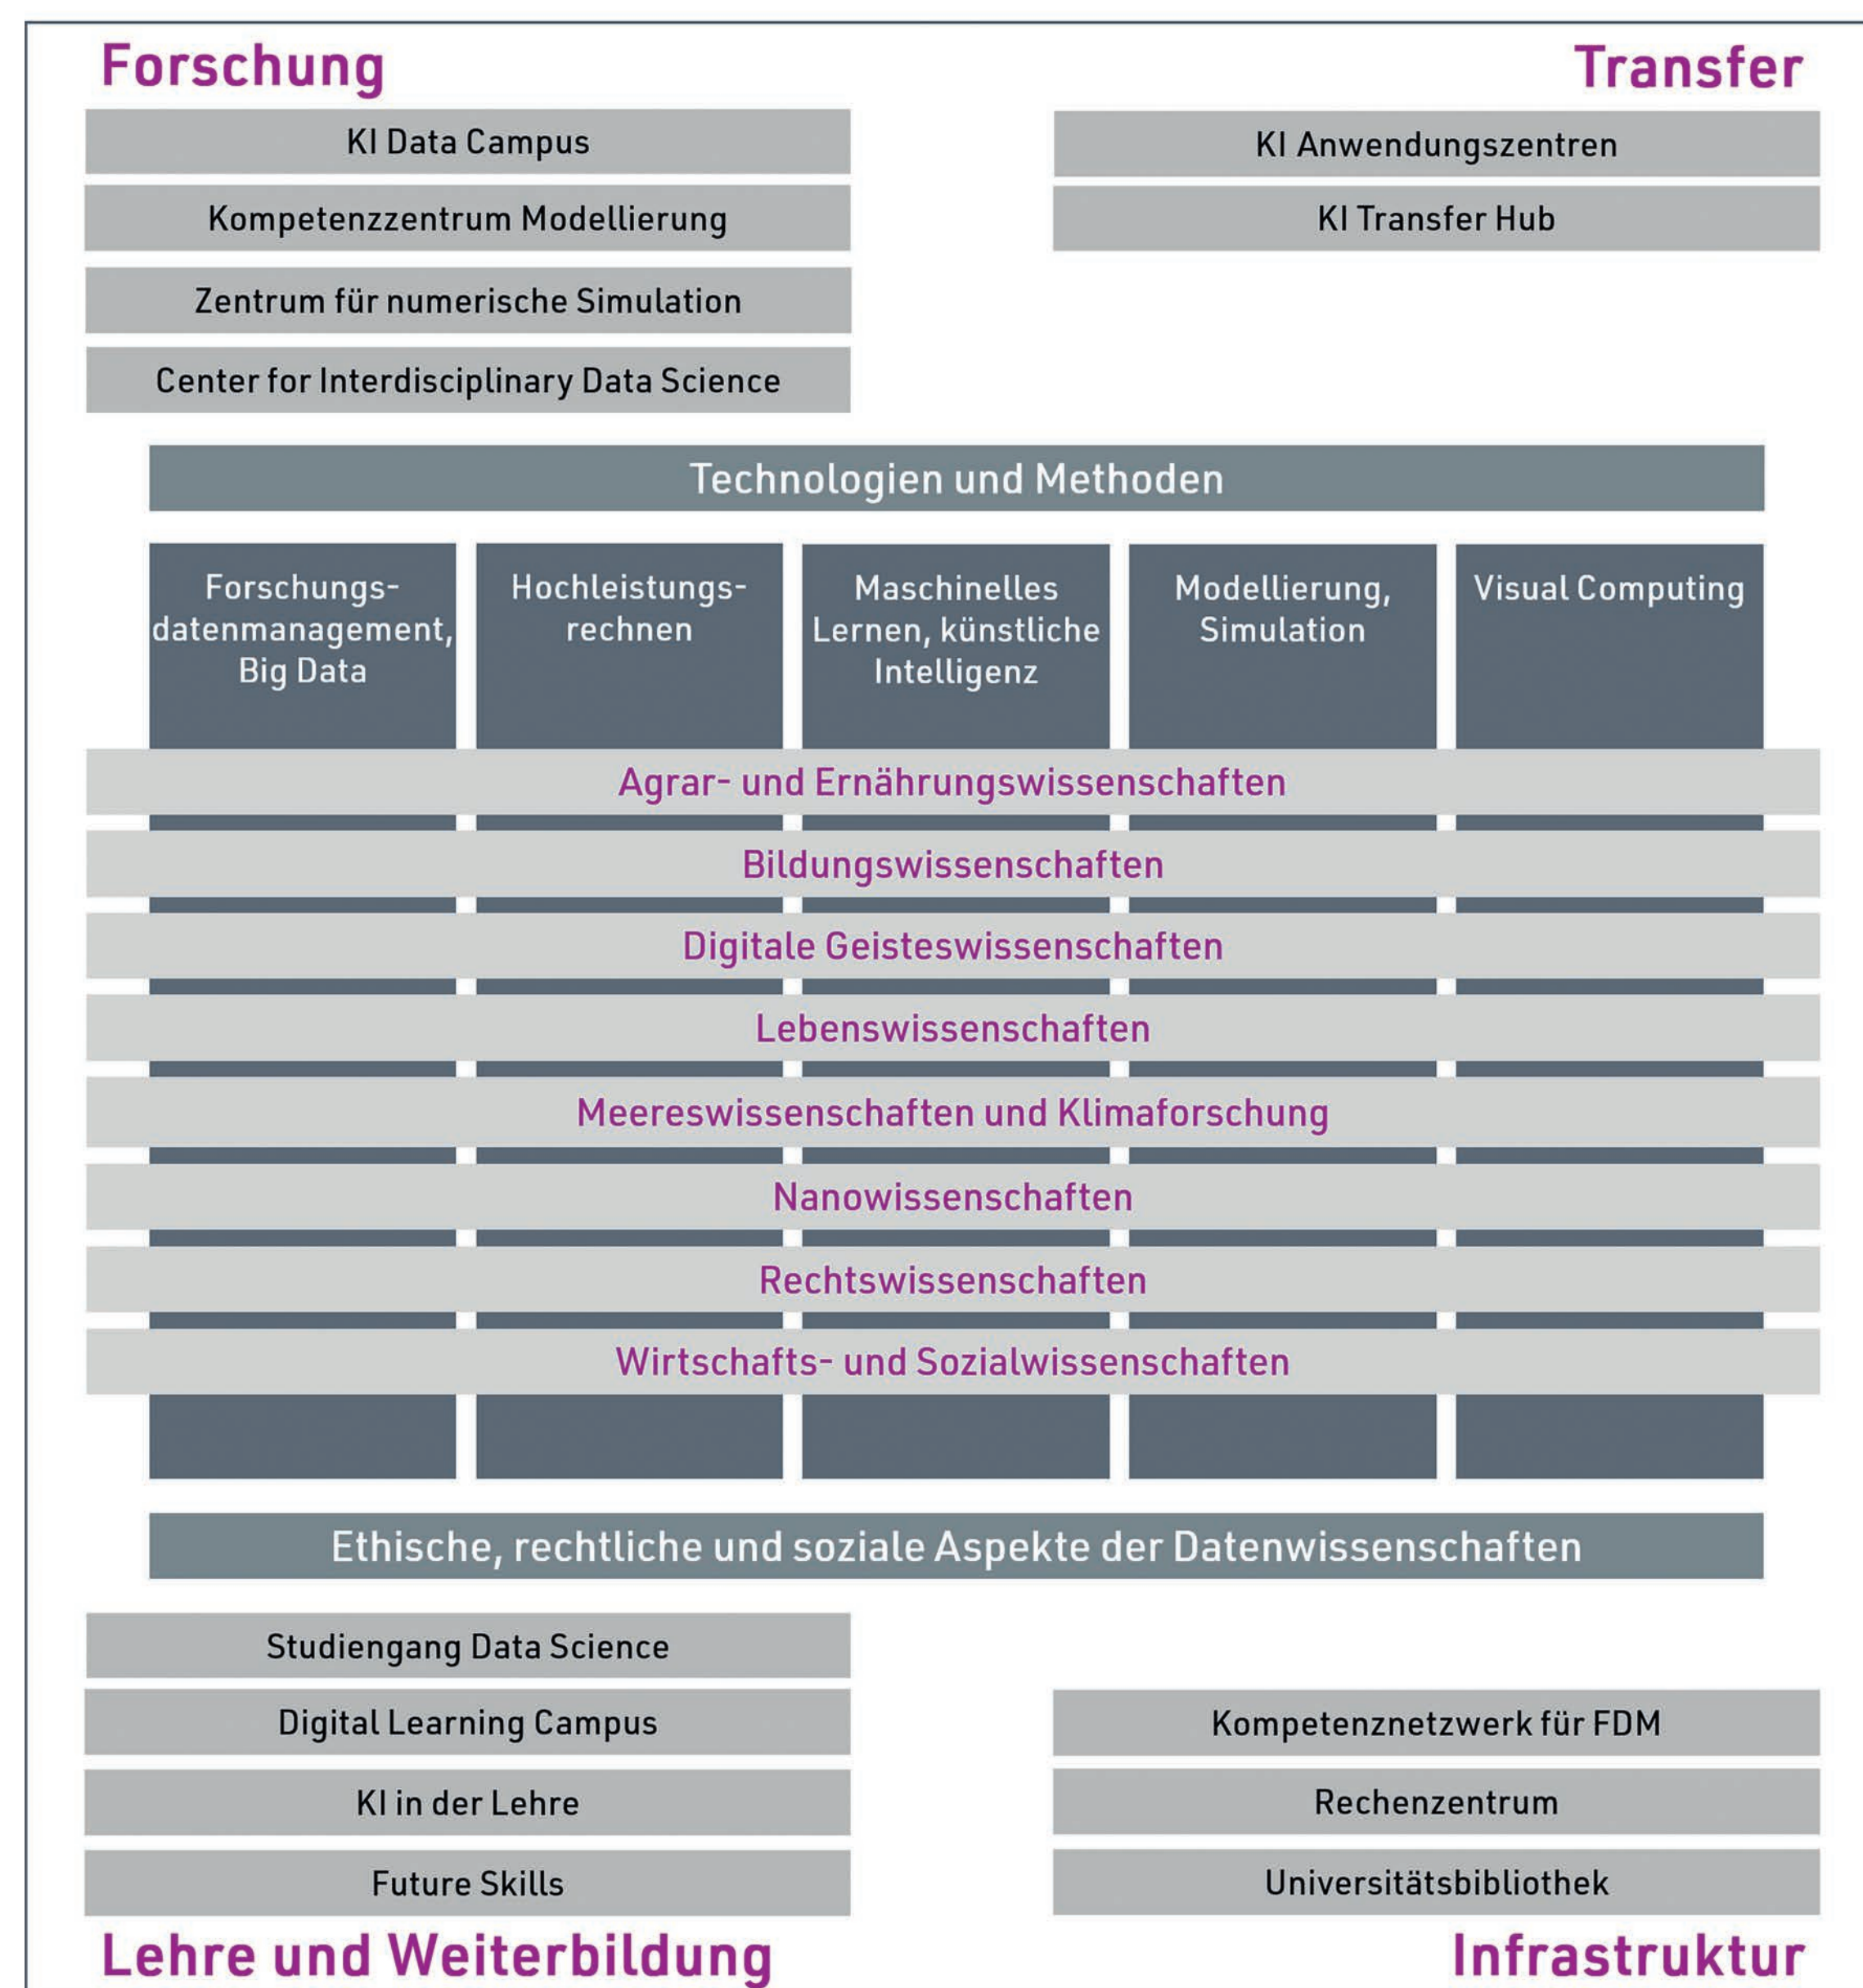 Forschung
KI Data Campus
Kompetenzzentrum Modellierung
Zentrum für numerische Simulation
Center for Interdisciplinary Data Science
Transfer
KI Anwendungszentren
KI Transfer Hub
Technologien und Methoden
Forschungs-
datenmanagement,
Big Data
Hochleistungs-
rechnen
Maschinelles
Lernen, künstliche
Intelligenz
Modellierung,
Simulation
Visual Computing
Agrar- und Ernährungswissenschaften
Bildungswissenschaften
Digitale Geisteswissenschaften
Lebenswissenschaften
Meereswissenschaften und Klimaforschung
Nanowissenschaften
Rechtswissenschaften
Wirtschafts- und Sozialwissenschaften
Ethische, rechtliche und soziale Aspekte der Datenwissenschaften
Studiengang Data Science
Digital Learning Campus
KI in der Lehre
Future Skills
Lehre und Weiterbildung
Kompetenznetzwerk für FDM
Rechenzentrum
Universitätsbibliothek
Infrastruktur